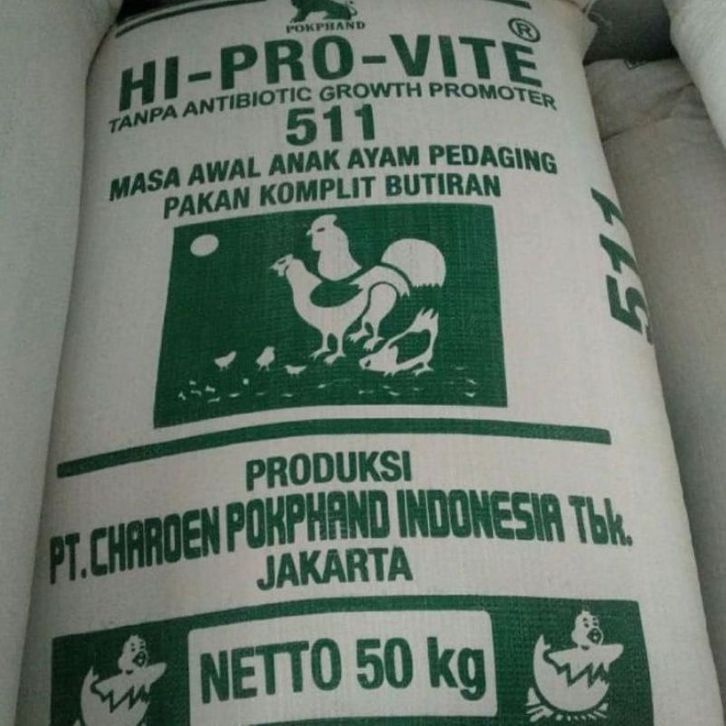 POKPHAND
HI-PRO-VITE®
TANPA ANTIBIOTIC GROWTH PROMOTER
511
MASA AWAL ANAK AYAM PEDAGING
PAKAN KOMPLIT BUTIRAN
511
PRODUKSI
PT. CHAROEN POKPHAND INDONESIA Tbk.
JAKARTA
NETTO 50 kg